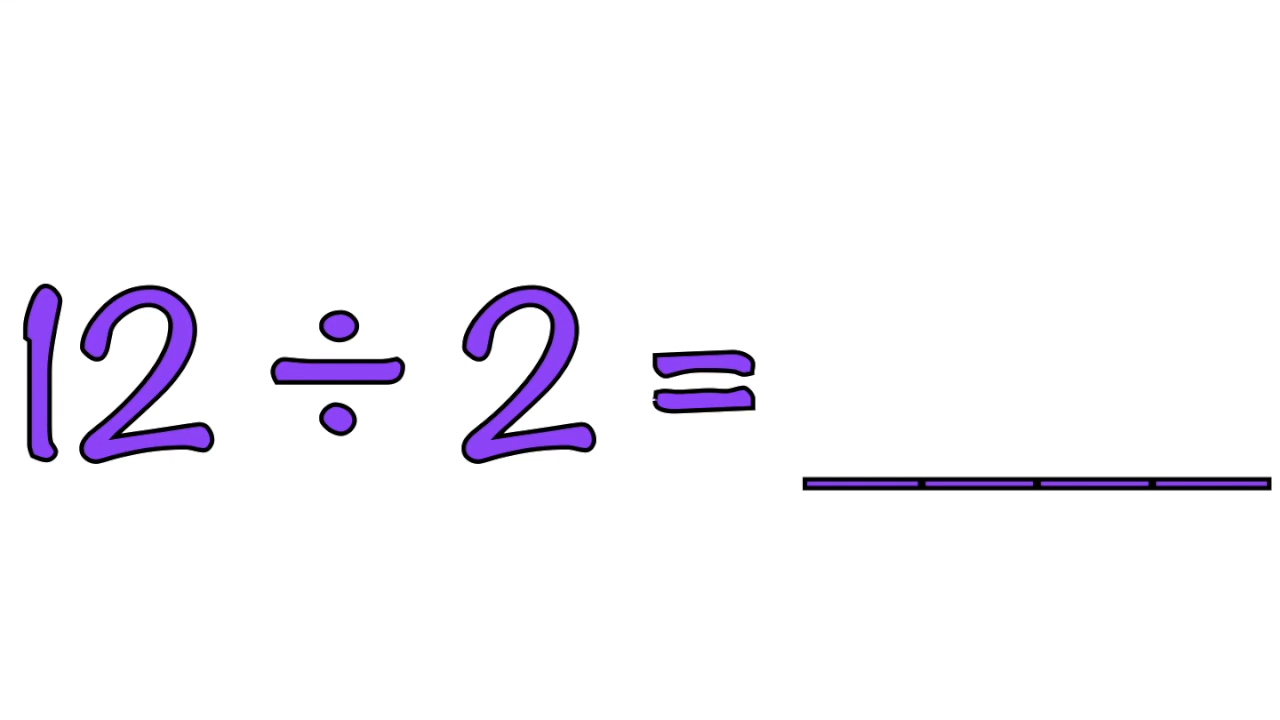 12 ÷ 2 = ____